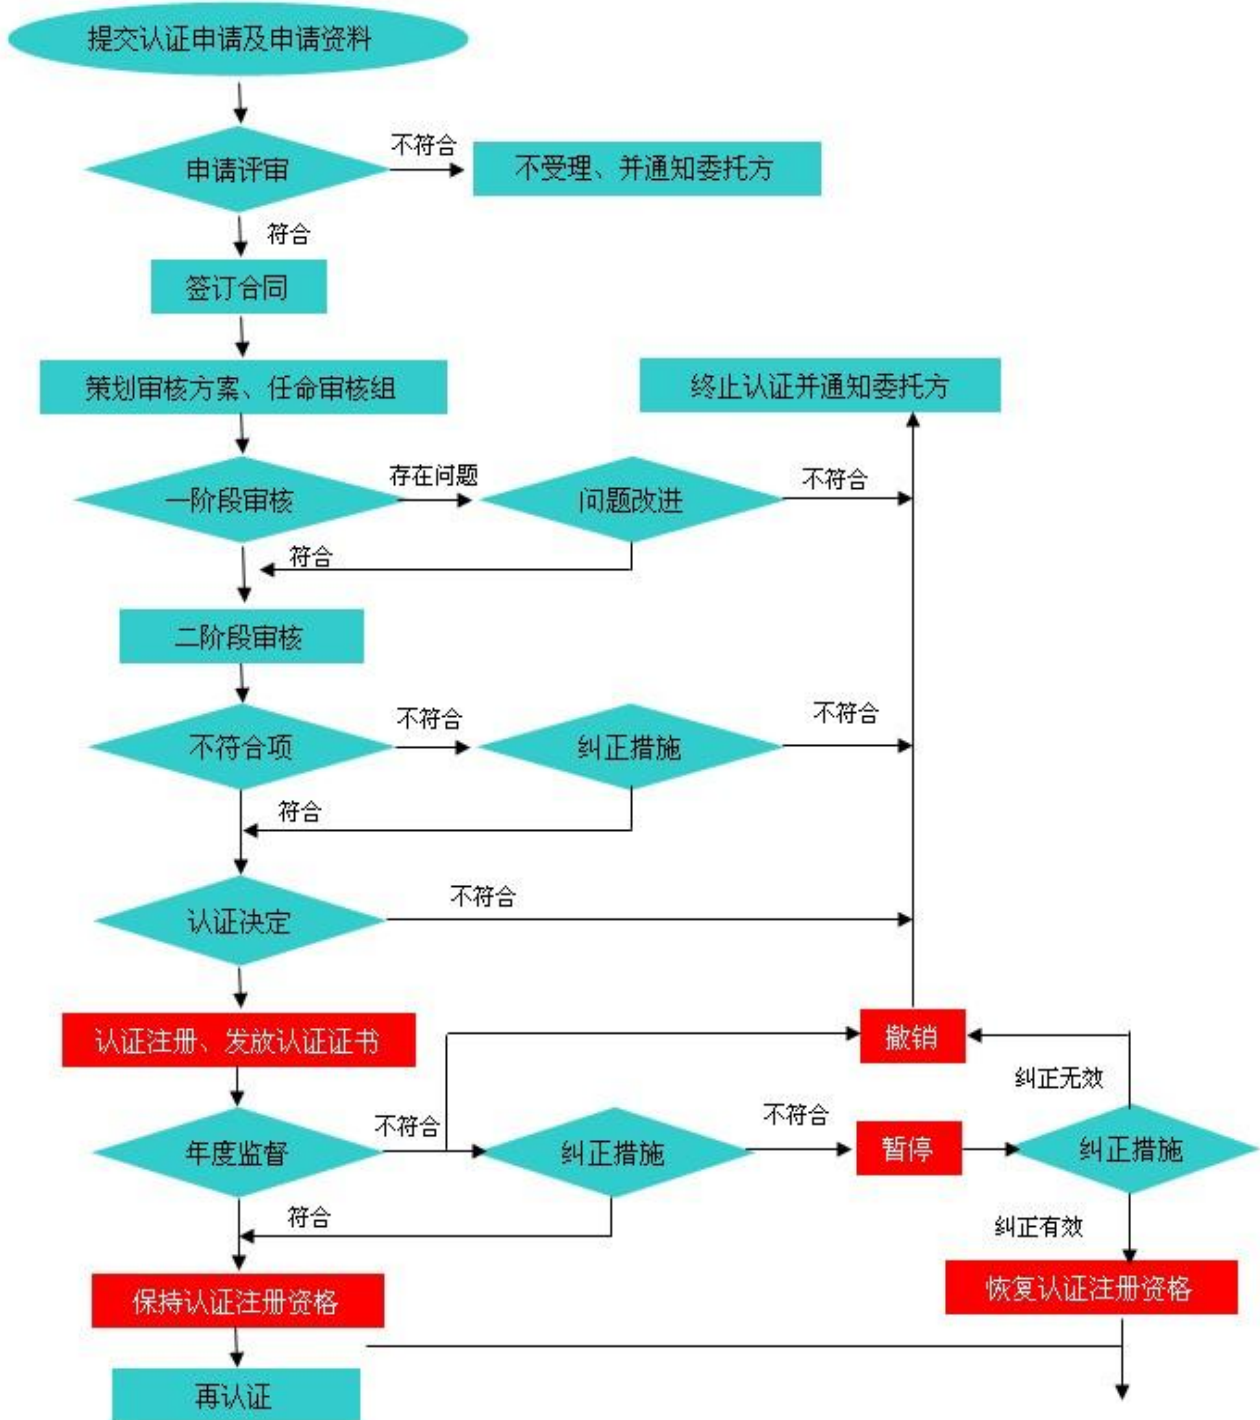 提交认证申请及申请资料
申请评审
不符合
不受理、并通知委托方
符合
签订合同
策划审核方案、任命审核组
终止认证并通知委托方
一阶段审核
存在问题
问题改进
不符合
符合
二阶段审核
不符合项
不符合
纠正措施
不符合
符合
认证决定
不符合
认证注册、发放认证证书
撤销
纠正无效
年度监督
不符合
纠正措施
不符合
暂停
纠正措施
符合
纠正有效
保持认证注册资格
恢复认证注册资格
再认证